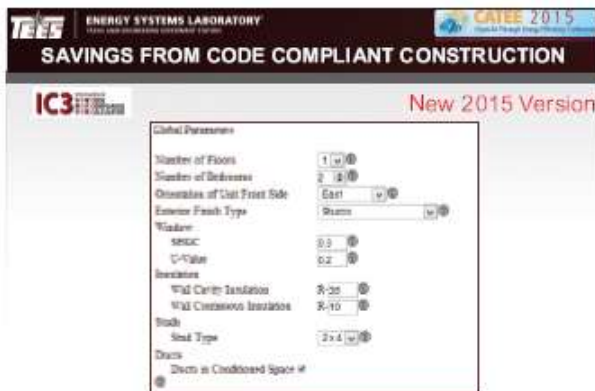 TEES ENERGY SYSTEMS LABORATORY
CATEE 2015
SAVINGS FROM CODE COMPLIANT CONSTRUCTION
IC3
New 2015 Version
Global Parameters
Number of Floors 1
Number of Bedrooms 2
Orientation of Unit Front Side East
Exterior Finish Type Stucco
Window
SHGC 0.3
U-Value 0.2
Insulation
Wall Cavity Insulation R-38
Wall Continuous Insulation R-10
Studs
Stud Type 2x4
Ducts
Ducts in Conditioned Space